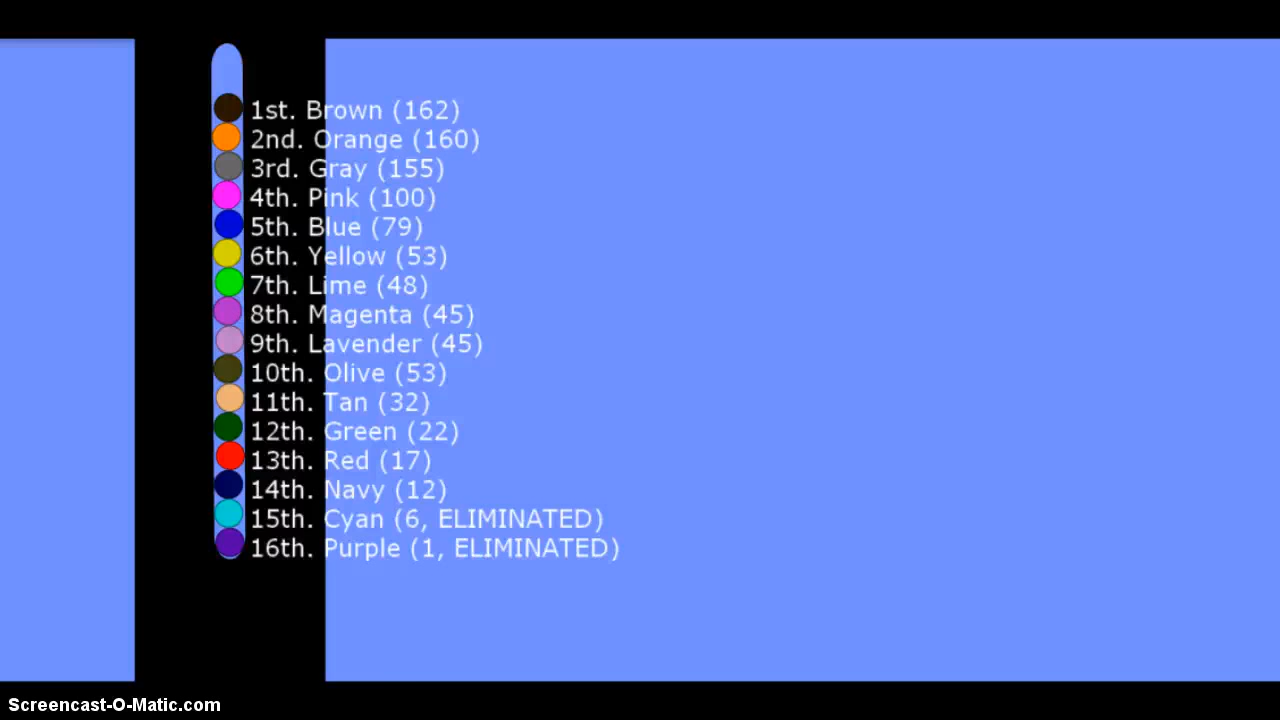 1st. Brown (162)
2nd. Orange (160)
3rd. Gray (155)
4th. Pink (100)
5th. Blue (79)
6th. Yellow (53)
7th. Lime (48)
8th. Magenta (45)
9th. Lavender (45)
10th. Olive (53)
11th. Tan (32)
12th. Green (22)
13th. Red (17)
14th. Navy (12)
15th. Cyan (6, ELIMINATED)
16th. Purple (1, ELIMINATED)
Screencast-O-Matic.com